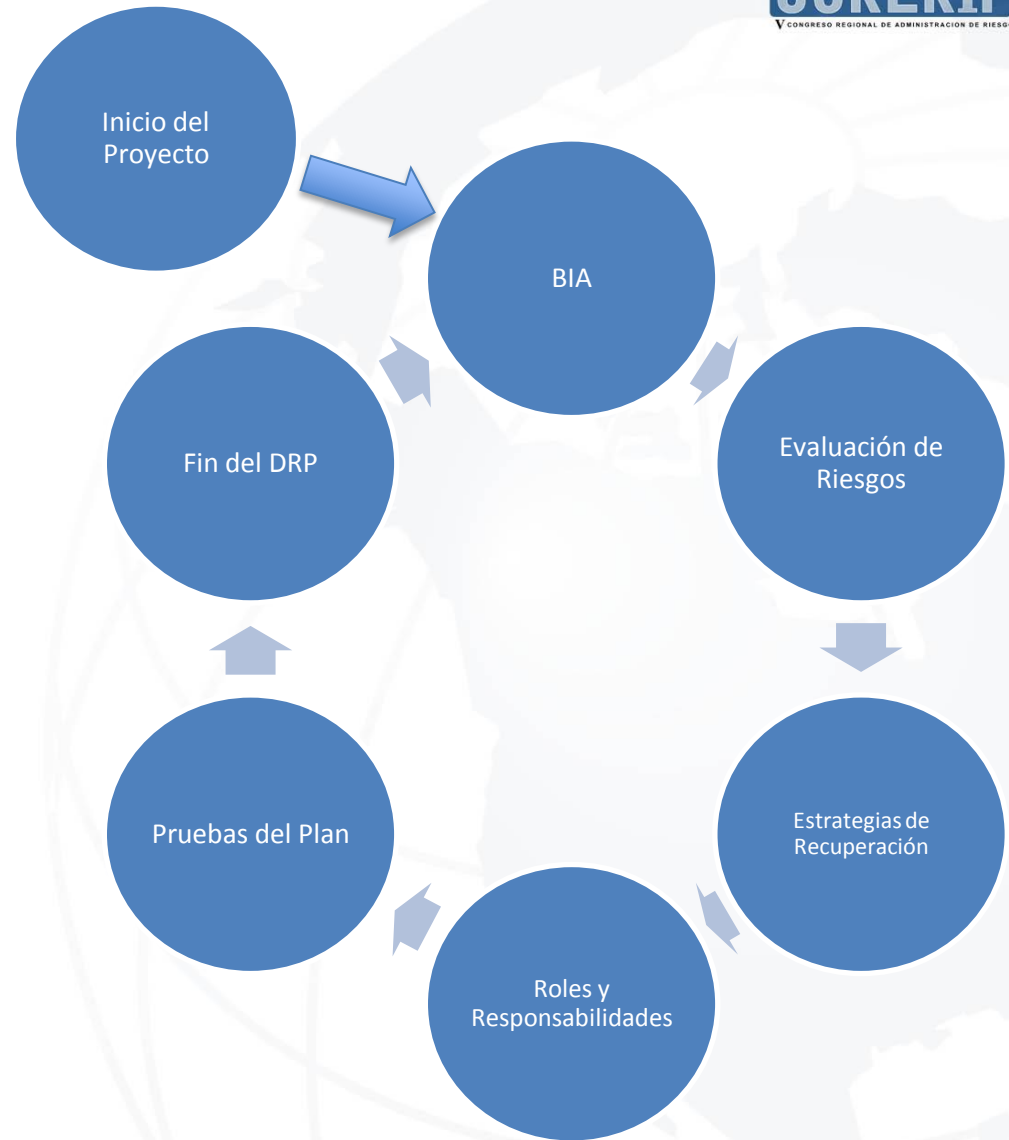 V CONGRESO REGIONAL DE ADMINISTRACION DE RIESGO
Inicio del
Proyecto
BIA
Evaluación de
Riesgos
Estrategias de
Recuperación
Roles y
Responsabilidades
Pruebas del Plan
Fin del DRP